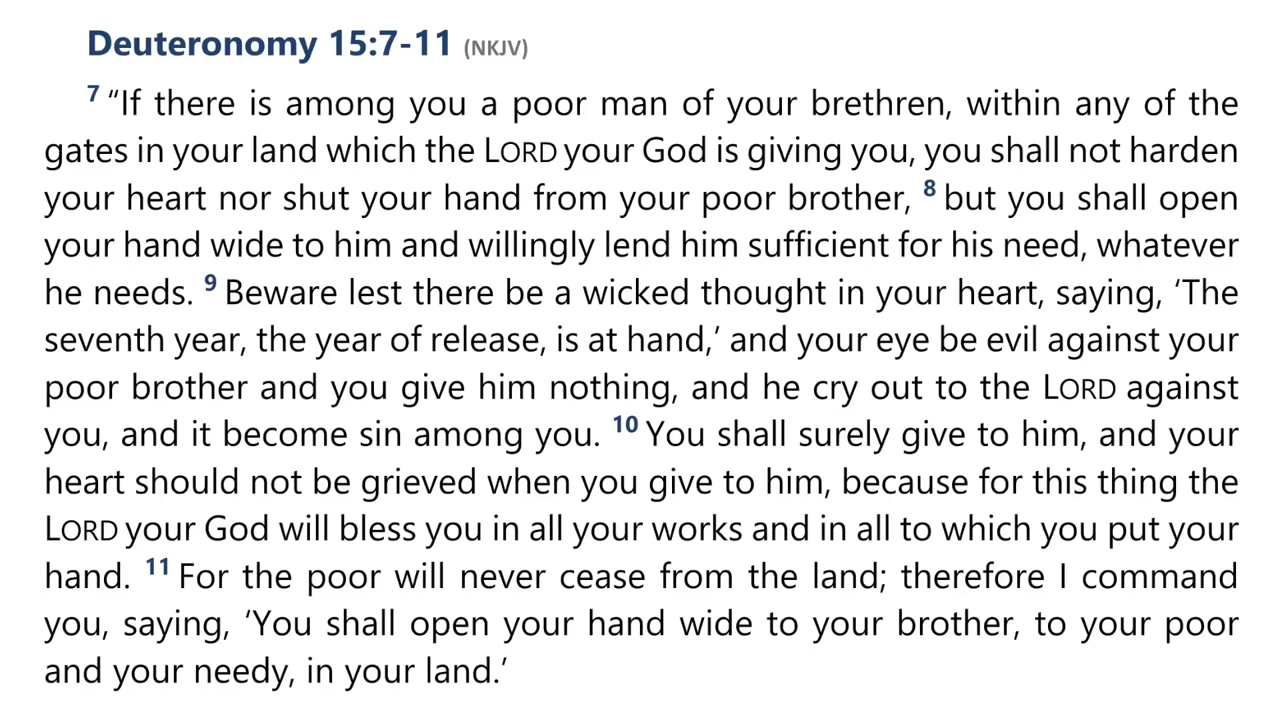 Deuteronomy 15:7-11 (NKJV)
7 “If there is among you a poor man of your brethren, within any of the
gates in your land which the LORD your God is giving you, you shall not harden
your heart nor shut your hand from your poor brother, 8 but you shall open
your hand wide to him and willingly lend him sufficient for his need, whatever
he needs. 9 Beware lest there be a wicked thought in your heart, saying, ‘The
seventh year, the year of release, is at hand,’ and your eye be evil against your
poor brother and you give him nothing, and he cry out to the LORD against
you, and it become sin among you. 10 You shall surely give to him, and your
heart should not be grieved when you give to him, because for this thing the
LORD your God will bless you in all your works and in all to which you put your
hand. 11 For the poor will never cease from the land; therefore I command
you, saying, ‘You shall open your hand wide to your brother, to your poor
and your needy, in your land.’